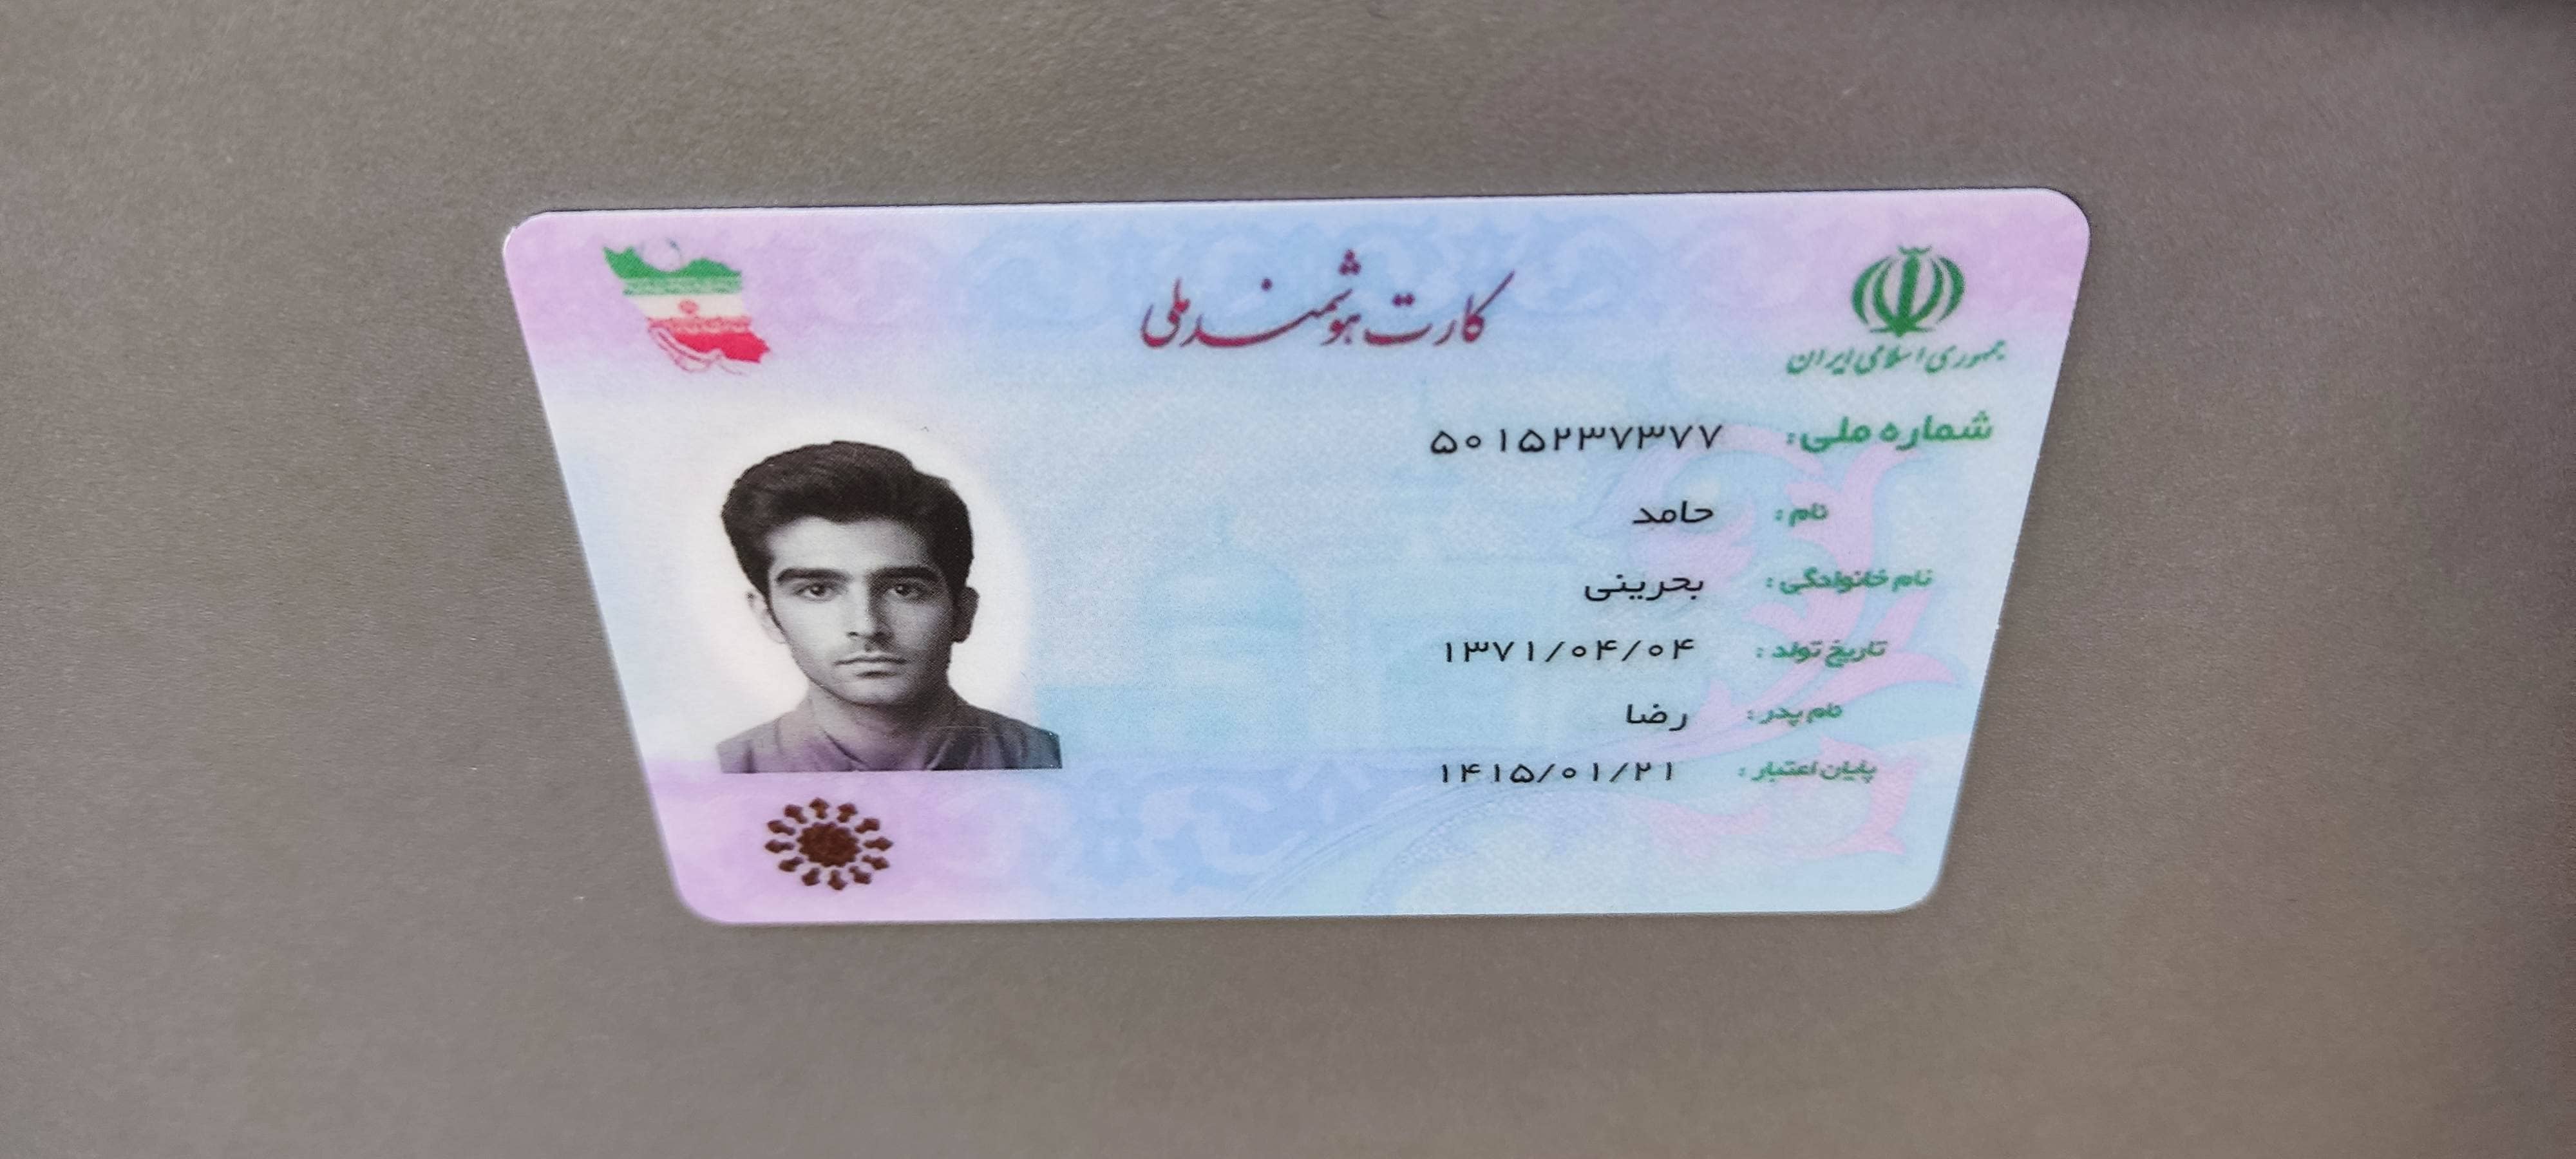 کارت هوشمند ملی
جمهوری اسلامی ایران
شماره ملی: ۵۰۱۵۲۳۷۳۷۷
نام: حامد
نام خانوادگی: بحرینی
تاریخ تولد: ۱۳۷۱/۰۴/۰۴
نام پدر: رضا
پایان اعتبار: ۱۴۱۵/۰۱/۲۱